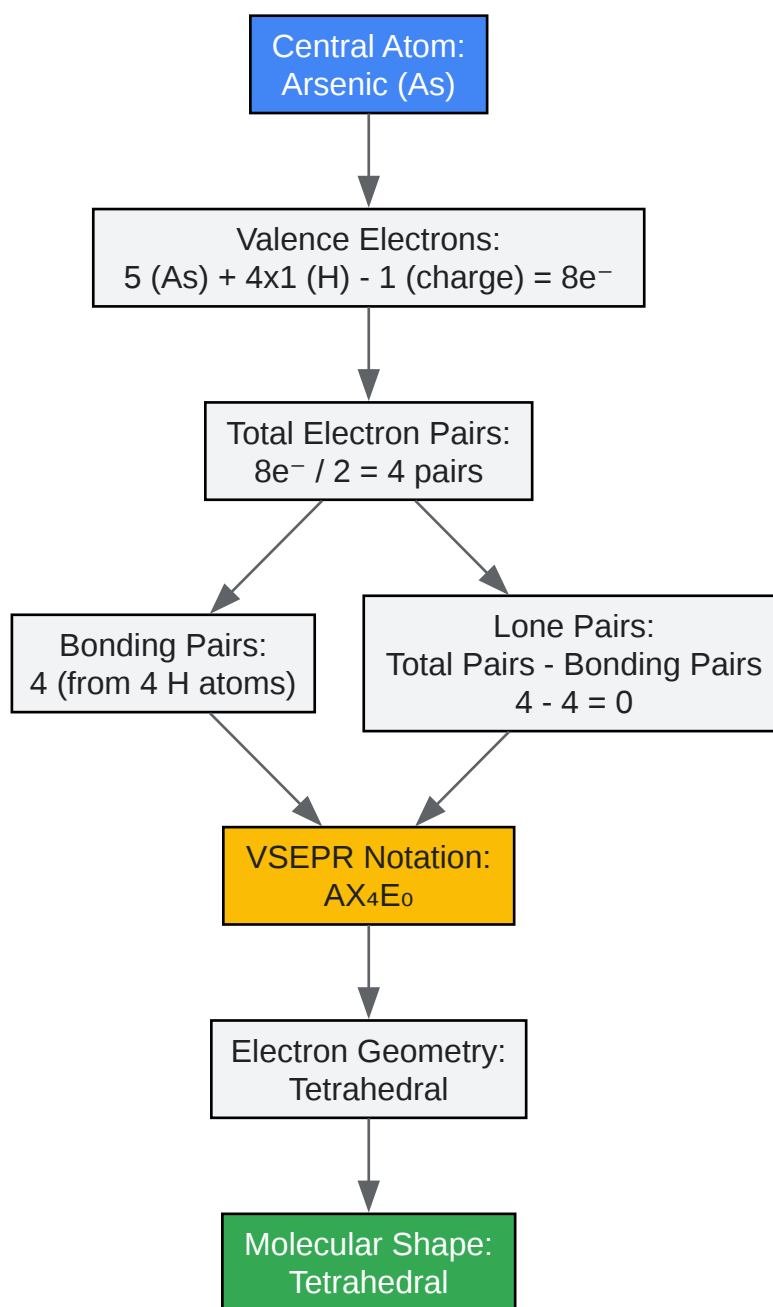 Central Atom:
Arsenic (As)
Valence Electrons:
5 (As) + 4x1 (H) - 1 (charge) = 8e⁻
Total Electron Pairs:
8e⁻ / 2 = 4 pairs
Bonding Pairs:
4 (from 4 H atoms)
Lone Pairs:
Total Pairs - Bonding Pairs
4 - 4 = 0
VSEPR Notation:
AX₄E₀
Electron Geometry:
Tetrahedral
Molecular Shape:
Tetrahedral